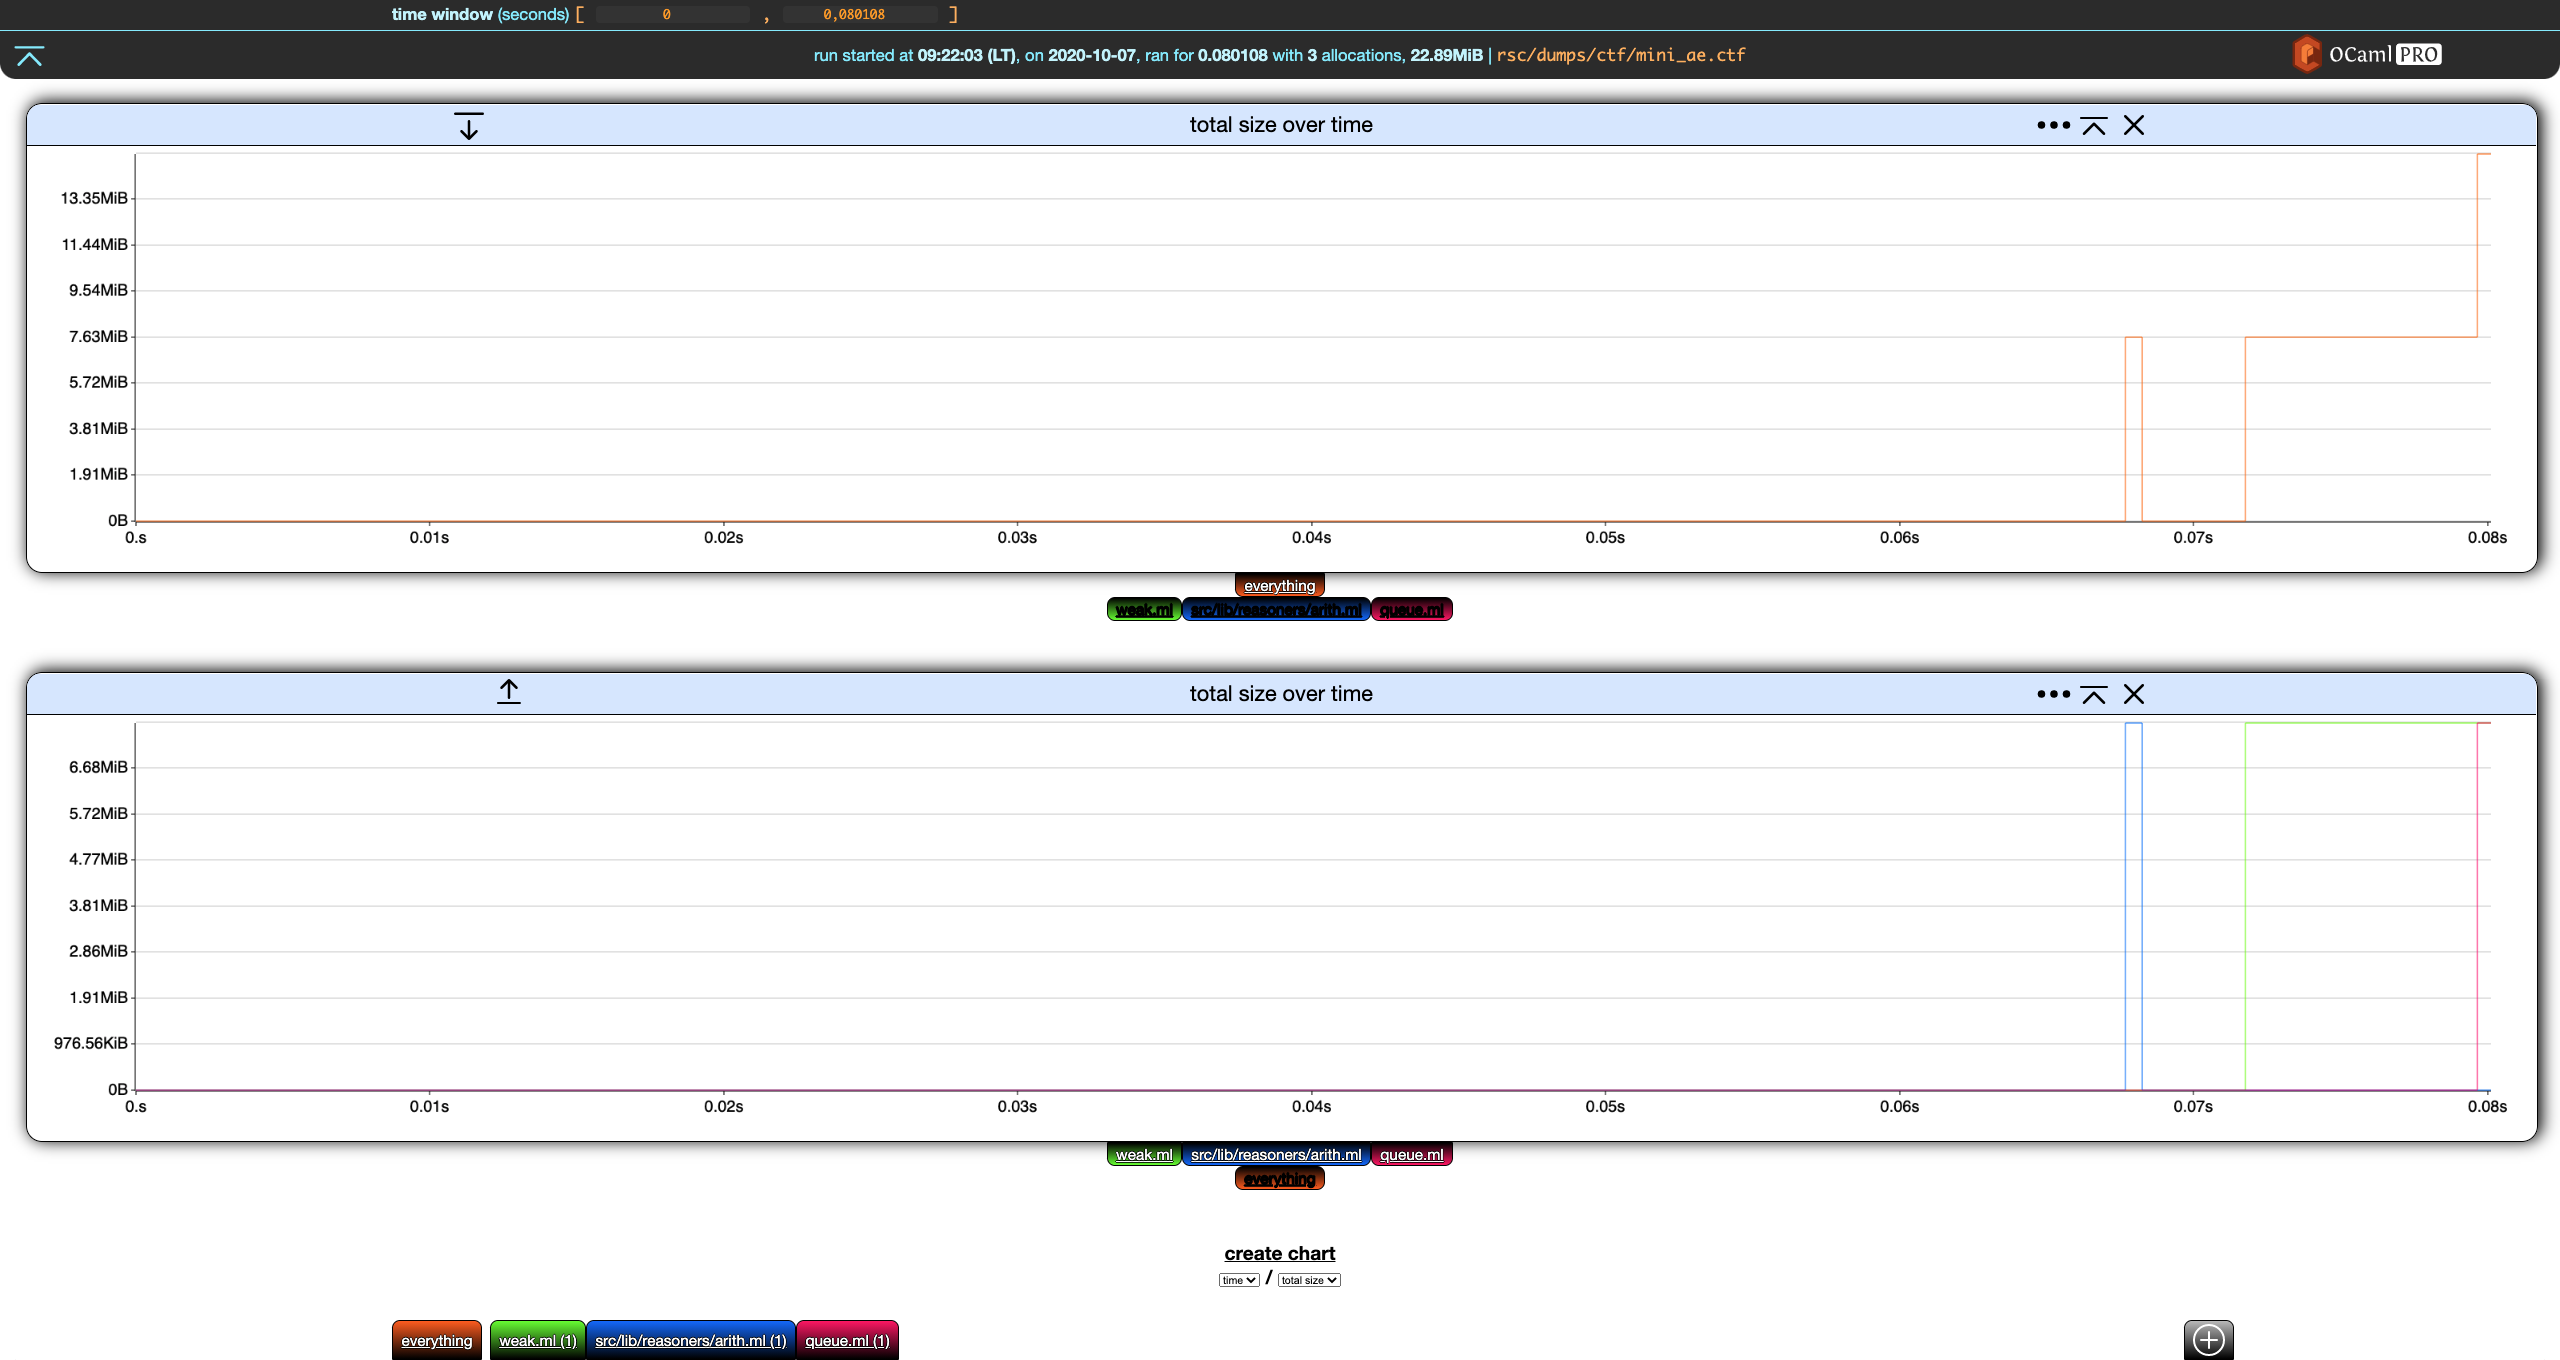 time window (seconds) [ 0 , 0,080108 ]
run started at 09:22:03 (LT), on 2020-10-07, ran for 0.080108 with 3 allocations, 22.89MiB | rsc/dumps/ctf/mini_ae.ctf
OCaml PRO
total size over time
13.35MiB
11.44MiB
9.54MiB
7.63MiB
5.72MiB
3.81MiB
1.91MiB
0B
0.s 0.01s 0.02s 0.03s 0.04s 0.05s 0.06s 0.07s 0.08s
everything
weak.ml src/lib/reasoners/arith.ml queue.ml
total size over time
6.68MiB
5.72MiB
4.77MiB
3.81MiB
2.86MiB
1.91MiB
976.56KiB
0B
0.s 0.01s 0.02s 0.03s 0.04s 0.05s 0.06s 0.07s 0.08s
weak.ml src/lib/reasoners/arith.ml queue.ml
everything
create chart
time / total size
everything weak.ml (1) src/lib/reasoners/arith.ml (1) queue.ml (1)